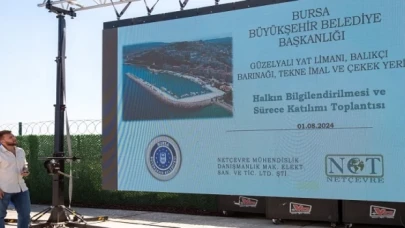 BURSA
BÜYÜKŞEHİR BELEDİYE
BAŞKANLIĞI
GÜZELYALI YAT LİMANI, BALIKÇI
BARINAĞI, TEKNE İMAL VE ÇEKEK YERİ
Halkın Bilgilendirilmesi ve
Sürece Katılımı Toplantısı
01.08.2024
NETÇEVRE MÜHENDİSLİK
DANIŞMANLIK MAK. ELEKT.
SAN. VE TİC. LTD. ŞTİ.
NOT
NETÇEVRE